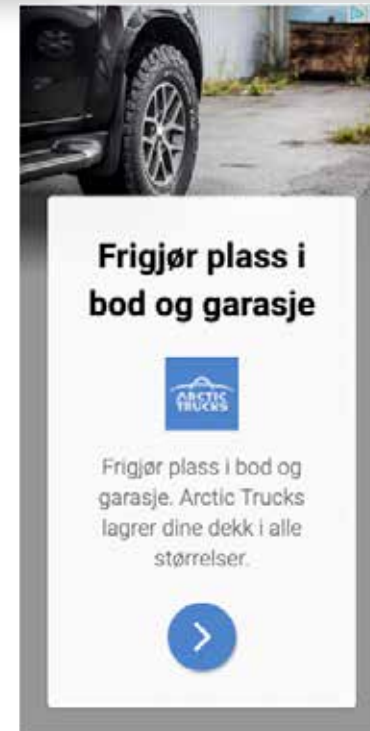 Frigjør plass i
bod og garasje
ARCTIC
TRUCKS
Frigjør plass i bod og
garasje. Arctic Trucks
lagrer dine dekk i alle
størrelser.